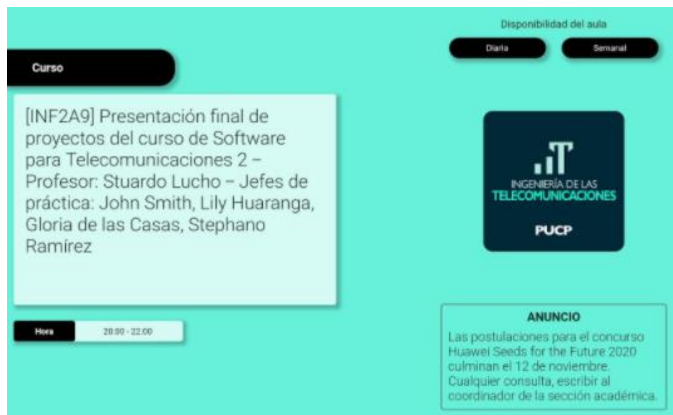 Disponibilidad del aula
Diaria
Semanal
Curso
[INF2A9] Presentación final de
proyectos del curso de Software
para Telecomunicaciones 2 –
Profesor: Stuardo Lucho – Jefes de
práctica: John Smith, Lily Huaranga,
Gloria de las Casas, Stephano
Ramírez
INGENIERÍA DE LAS
TELECOMUNICACIONES
PUCP
Hora
20:00 - 22:00
ANUNCIO
Las postulaciones para el concurso
Huawei Seeds for the Future 2020
culminan el 12 de noviembre.
Cualquier consulta, escribir al
coordinador de la sección académica.